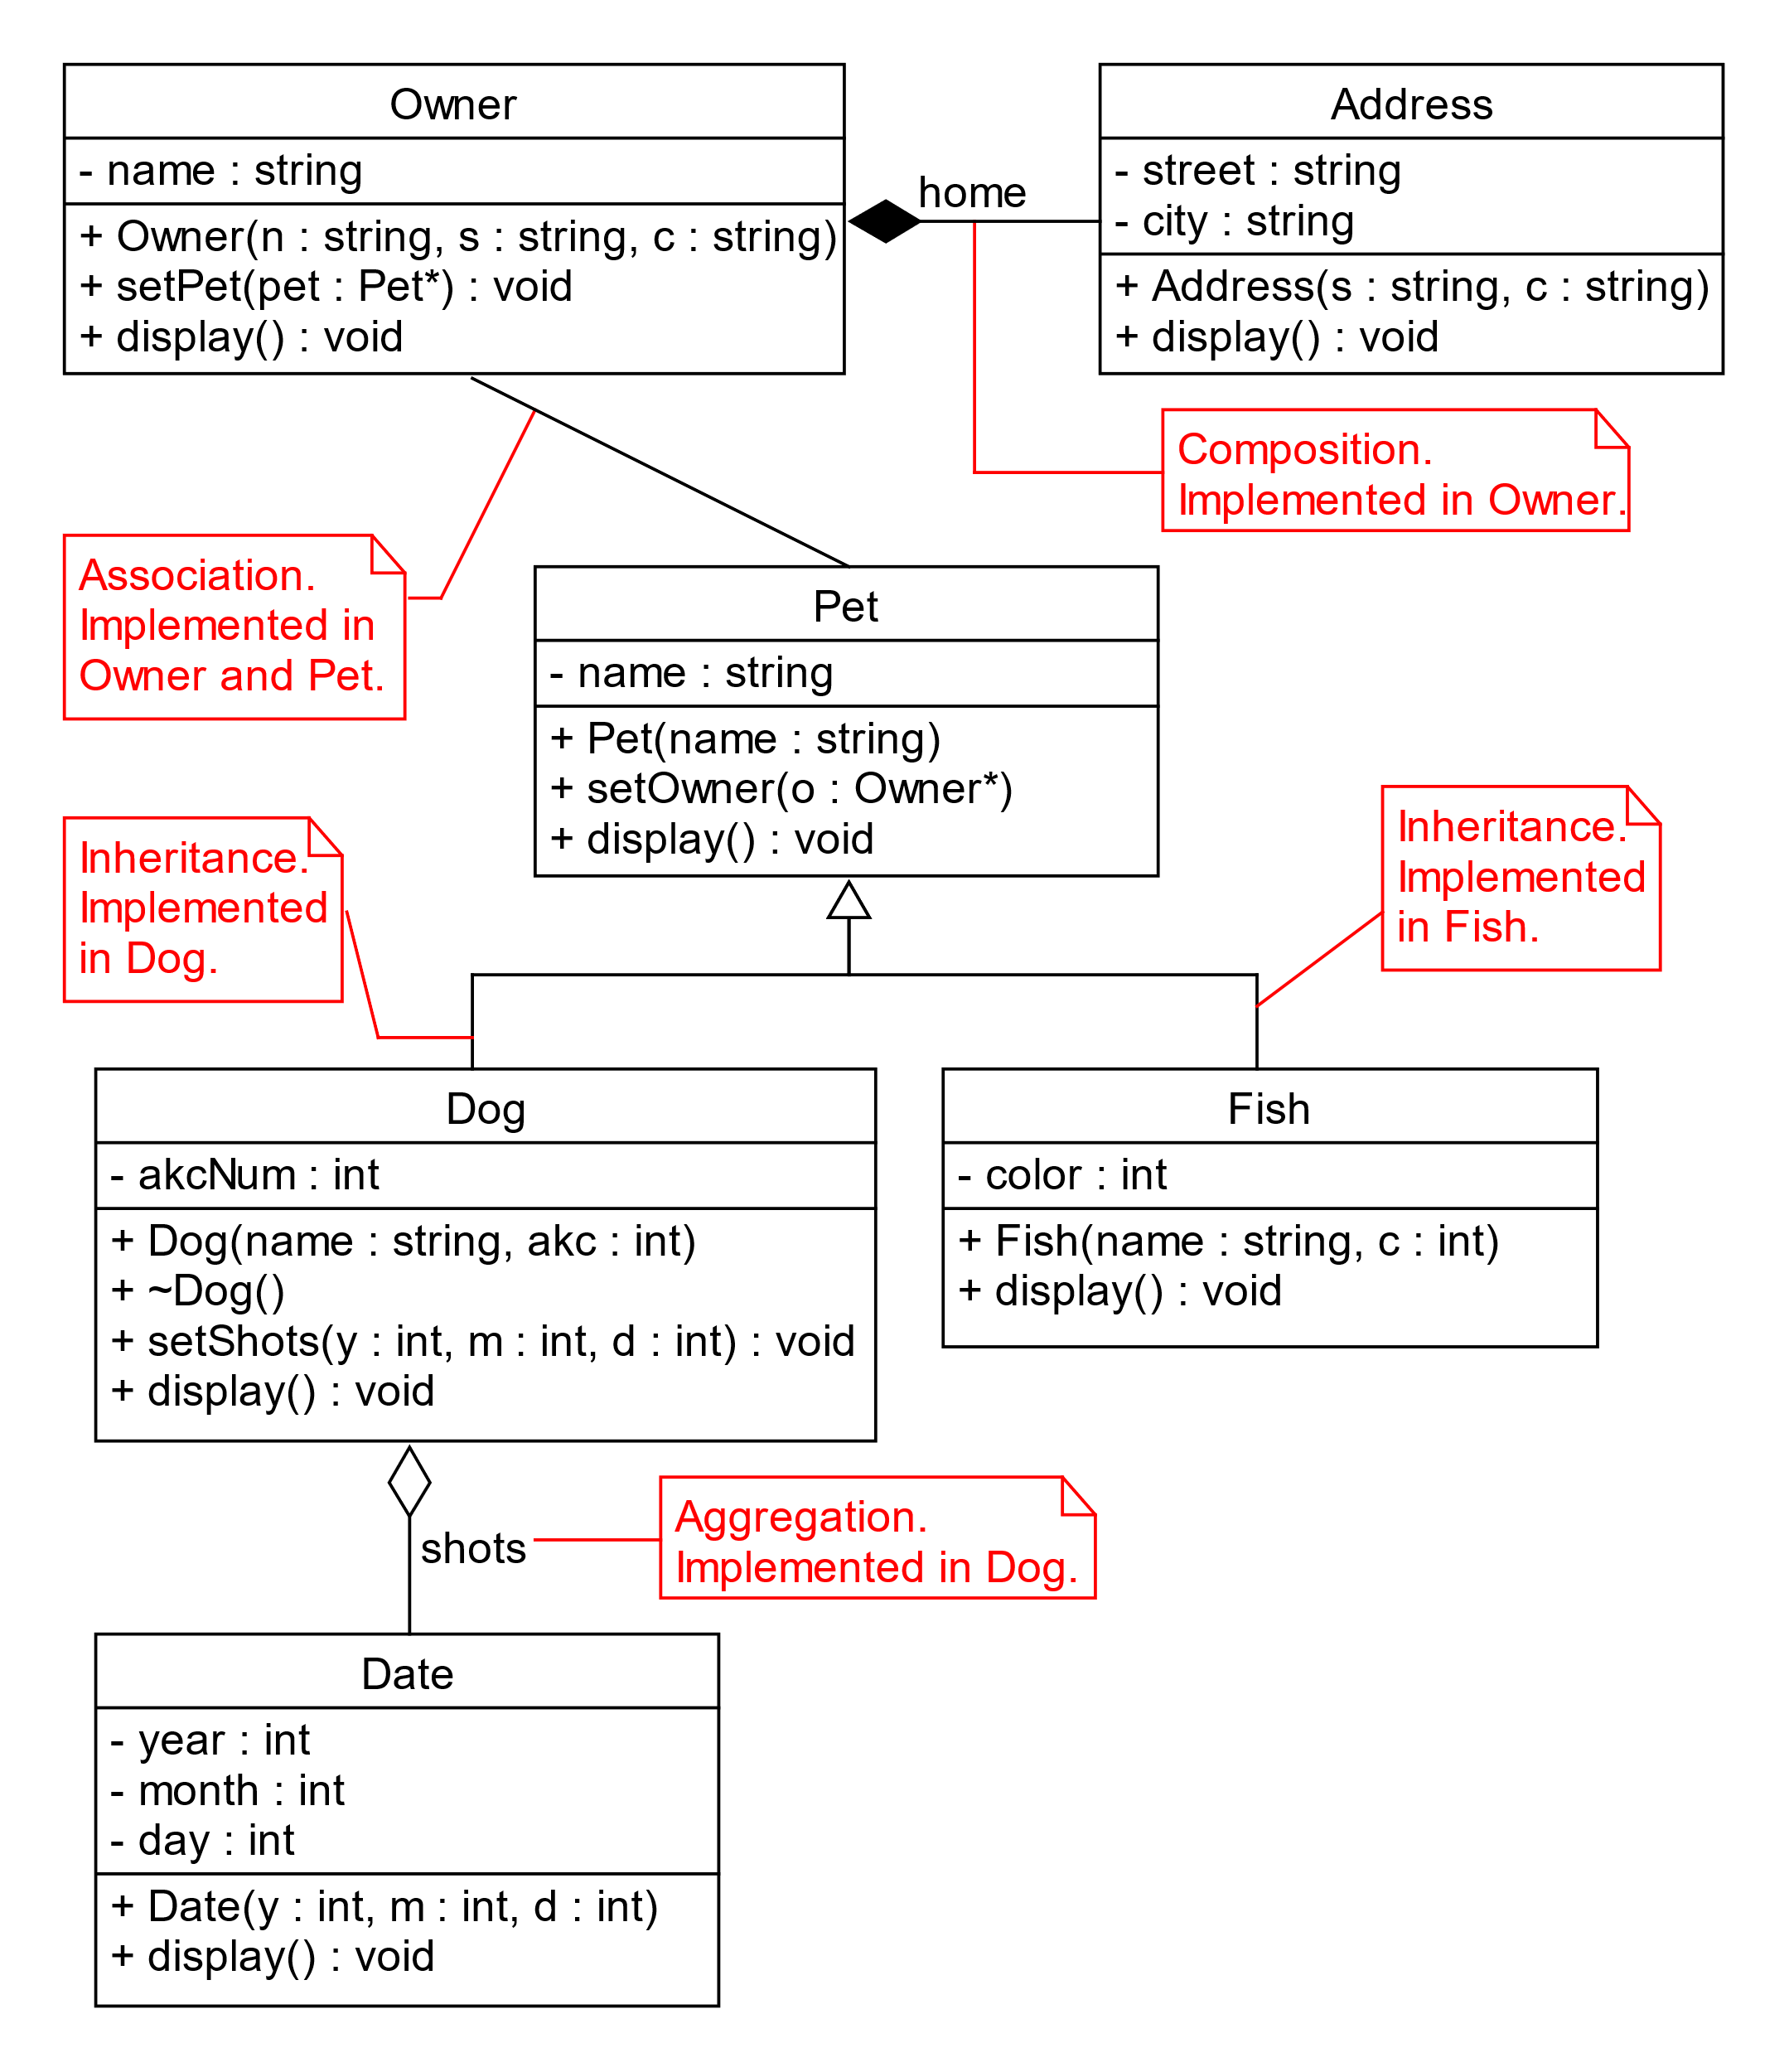 Owner
- name : string
+ Owner(n : string, s : string, c : string)
+ setPet(pet : Pet*) : void
+ display() : void
home
Address
- street : string
- city : string
+ Address(s : string, c : string)
+ display() : void
Composition.
Implemented in Owner.
Association.
Implemented in
Owner and Pet.
Pet
- name : string
+ Pet(name : string)
+ setOwner(o : Owner*)
+ display() : void
Inheritance.
Implemented
in Dog.
Inheritance.
Implemented
in Fish.
Dog
- akcNum : int
+ Dog(name : string, akc : int)
+ ~Dog()
+ setShots(y : int, m : int, d : int) : void
+ display() : void
Fish
- color : int
+ Fish(name : string, c : int)
+ display() : void
shots
Aggregation.
Implemented in Dog.
Date
- year : int
- month : int
- day : int
+ Date(y : int, m : int, d : int)
+ display() : void